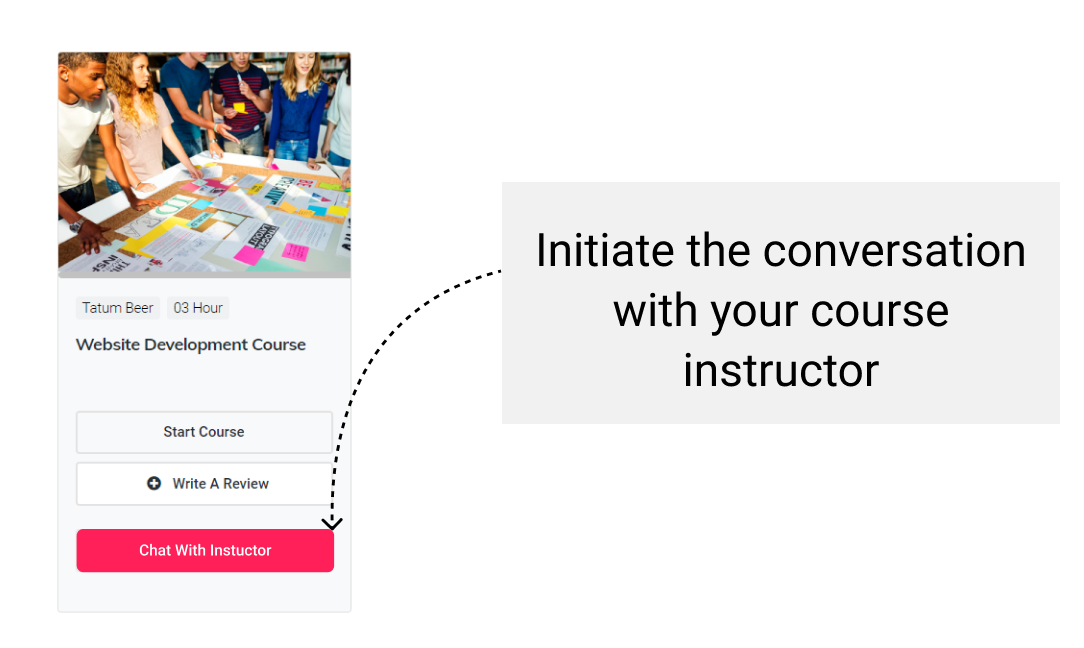 Tatum Beer 03 Hour
Website Development Course
Start Course
Write A Review
Chat With Instuctor
Initiate the conversation
with your course
instructor